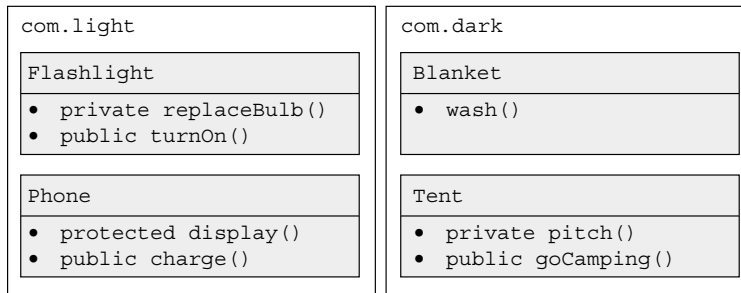 com.light
Flashlight
• private replaceBulb()
• public turnOn()
Phone
• protected display()
• public charge()
com.dark
Blanket
• wash()
Tent
• private pitch()
• public goCamping()